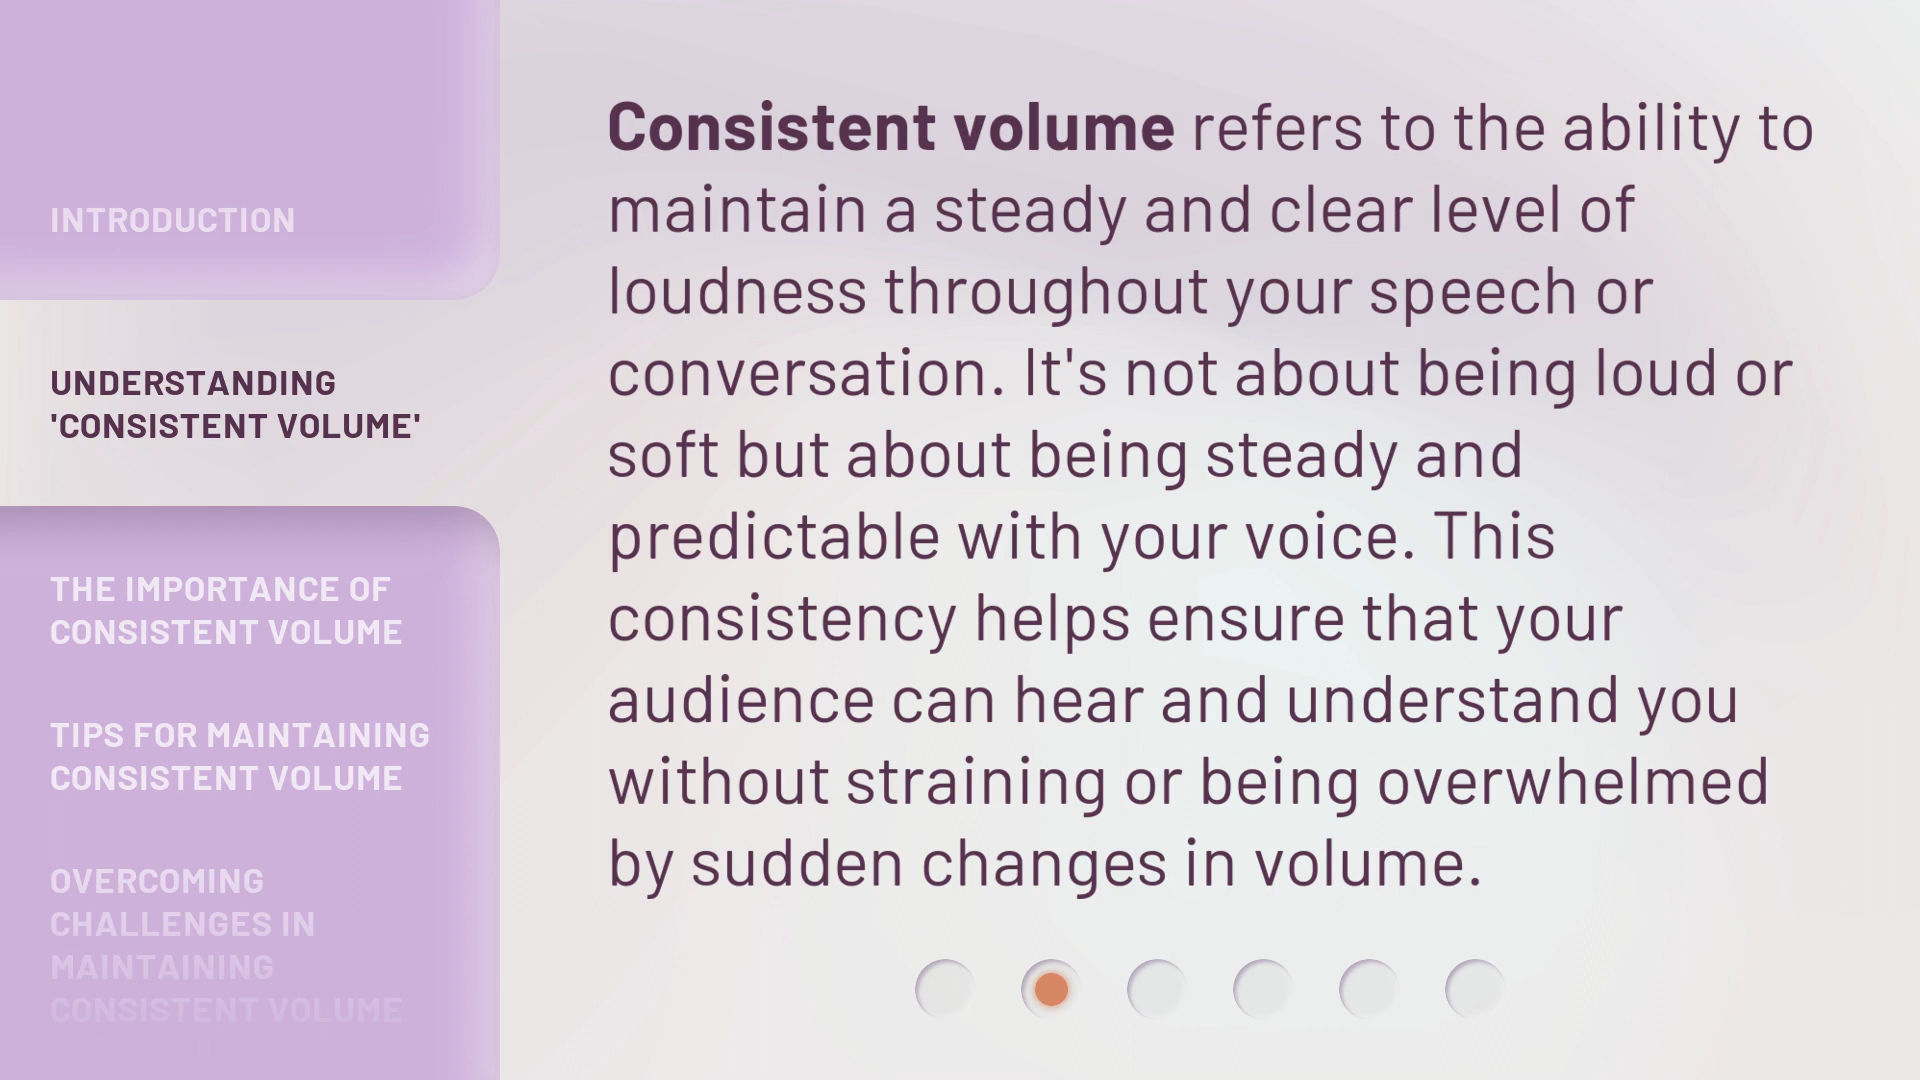 INTRODUCTION
UNDERSTANDING
'CONSISTENT VOLUME'
THE IMPORTANCE OF
CONSISTENT VOLUME
TIPS FOR MAINTAINING
CONSISTENT VOLUME
OVERCOMING
CHALLENGES IN
MAINTAINING
CONSISTENT VOLUME
Consistent volume refers to the ability to
maintain a steady and clear level of
loudness throughout your speech or
conversation. It's not about being loud or
soft but about being steady and
predictable with your voice. This
consistency helps ensure that your
audience can hear and understand you
without straining or being overwhelmed
by sudden changes in volume.